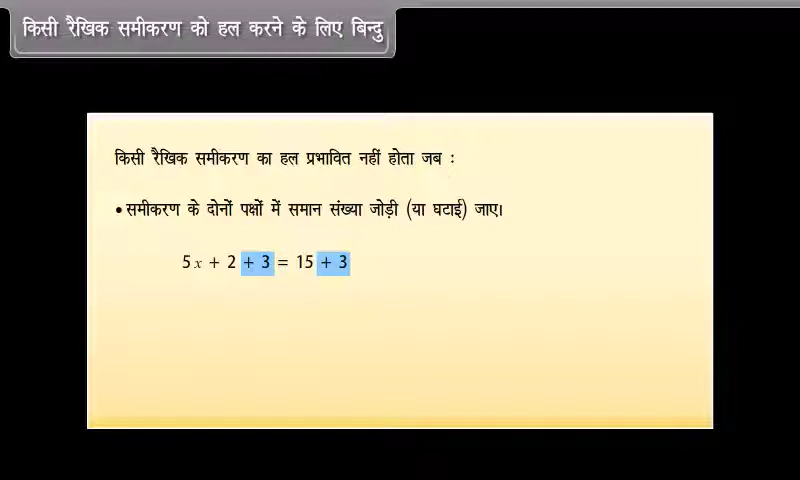 किसी रैखिक समीकरण को हल करने के लिए बिन्दु
किसी रैखिक समीकरण का हल प्रभावित नहीं होता जब :
• समीकरण के दोनों पक्षों में समान संख्या जोड़ी (या घटाई) जाए।
5x + 2 + 3 = 15 + 3